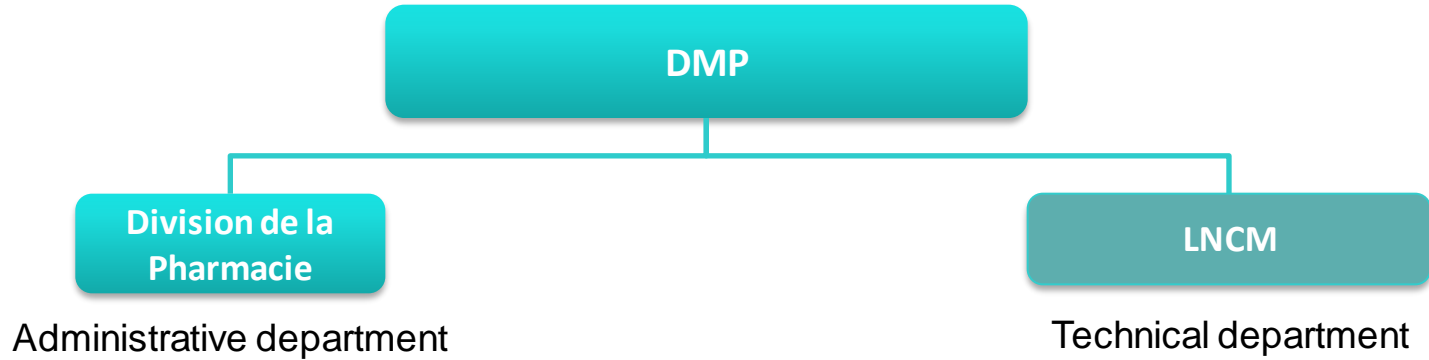 DMP
Division de la
Pharmacie
LNCM
Administrative department
Technical department